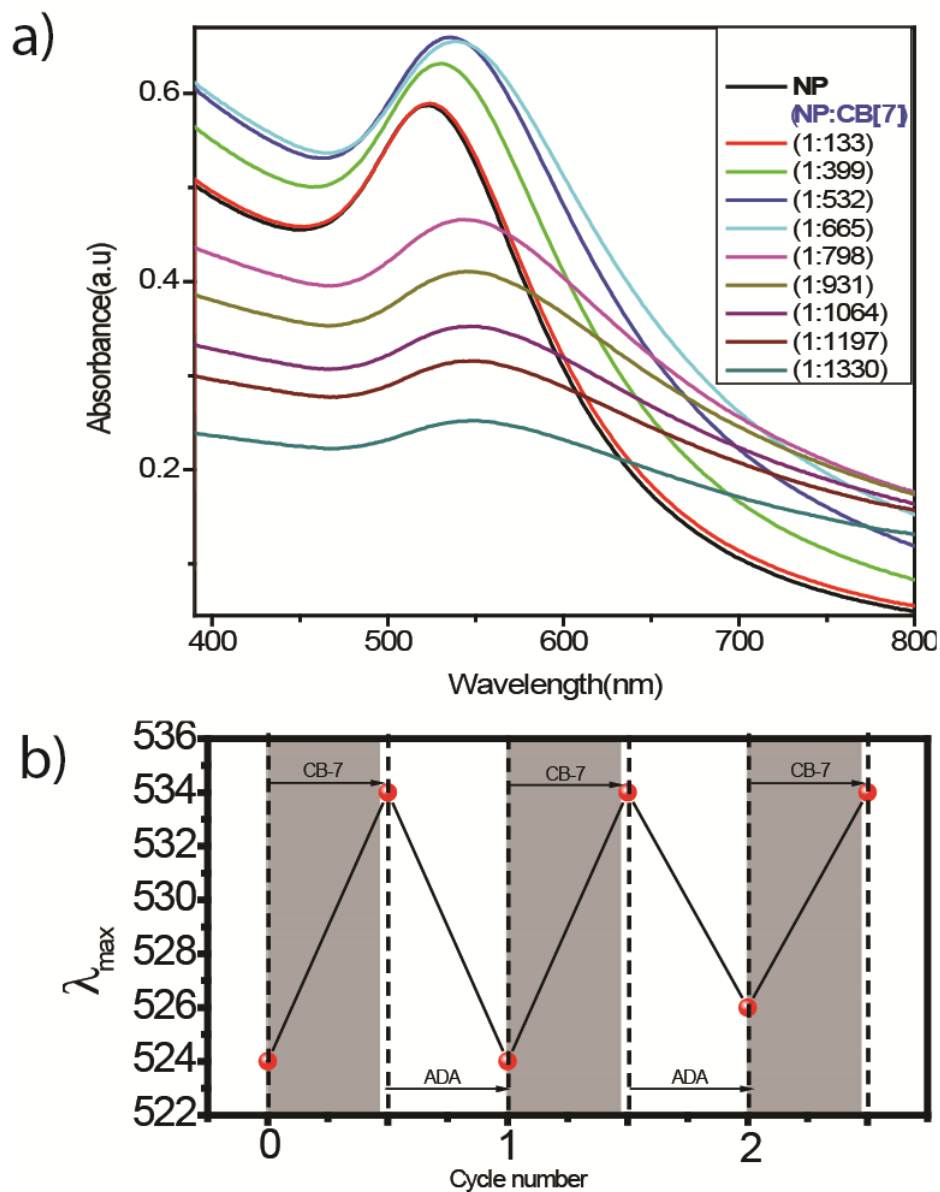 a)
0.6
0.4
0.2
Absorbance(a.u)
NP
(NP:CB[7])
(1:133)
(1:399)
(1:532)
(1:665)
(1:798)
(1:931)
(1:1064)
(1:1197)
(1:1330)
400 500 600 700 800
Wavelength(nm)
b)
536
534
532
530
528
526
524
522
λmax
CB-7 CB-7 CB-7
ADA ADA
0 1 2
Cycle number